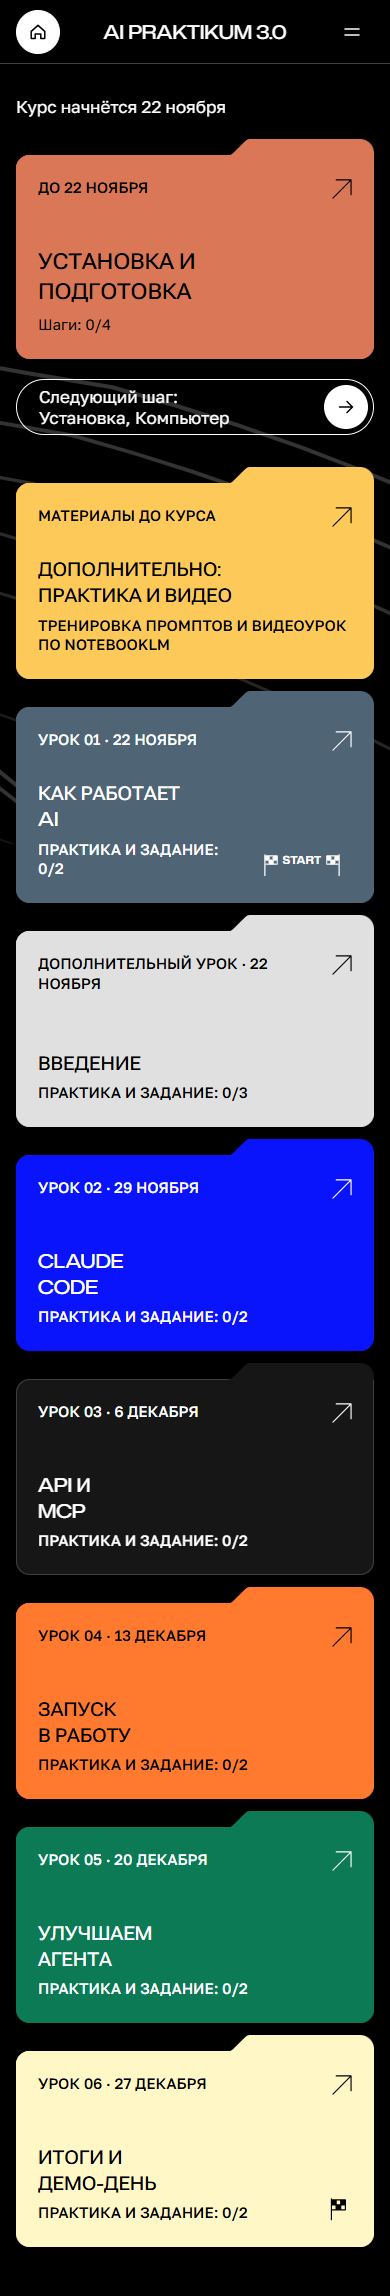 AI PRAKTIKUM 3.0
Курс начнётся 22 ноября
ДО 22 НОЯБРЯ
УСТАНОВКА И
ПОДГОТОВКА
Шаги: 0/4
Следующий шаг:
Установка, Компьютер
МАТЕРИАЛЫ ДО КУРСА
ДОПОЛНИТЕЛЬНО:
ПРАКТИКА И ВИДЕО
ТРЕНИРОВКА ПРОМПТОВ И ВИДЕОУРОК
ПО NOTEBOOKLM
УРОК 01 · 22 НОЯБРЯ
КАК РАБОТАЕТ
AI
ПРАКТИКА И ЗАДАНИЕ:
0/2
START
ДОПОЛНИТЕЛЬНЫЙ УРОК · 22
НОЯБРЯ
ВВЕДЕНИЕ
ПРАКТИКА И ЗАДАНИЕ: 0/3
УРОК 02 · 29 НОЯБРЯ
CLAUDE
CODE
ПРАКТИКА И ЗАДАНИЕ: 0/2
УРОК 03 · 6 ДЕКАБРЯ
API И
MCP
ПРАКТИКА И ЗАДАНИЕ: 0/2
УРОК 04 · 13 ДЕКАБРЯ
ЗАПУСК
В РАБОТУ
ПРАКТИКА И ЗАДАНИЕ: 0/2
УРОК 05 · 20 ДЕКАБРЯ
УЛУЧШАЕМ
АГЕНТА
ПРАКТИКА И ЗАДАНИЕ: 0/2
УРОК 06 · 27 ДЕКАБРЯ
ИТОГИ И
ДЕМО-ДЕНЬ
ПРАКТИКА И ЗАДАНИЕ: 0/2